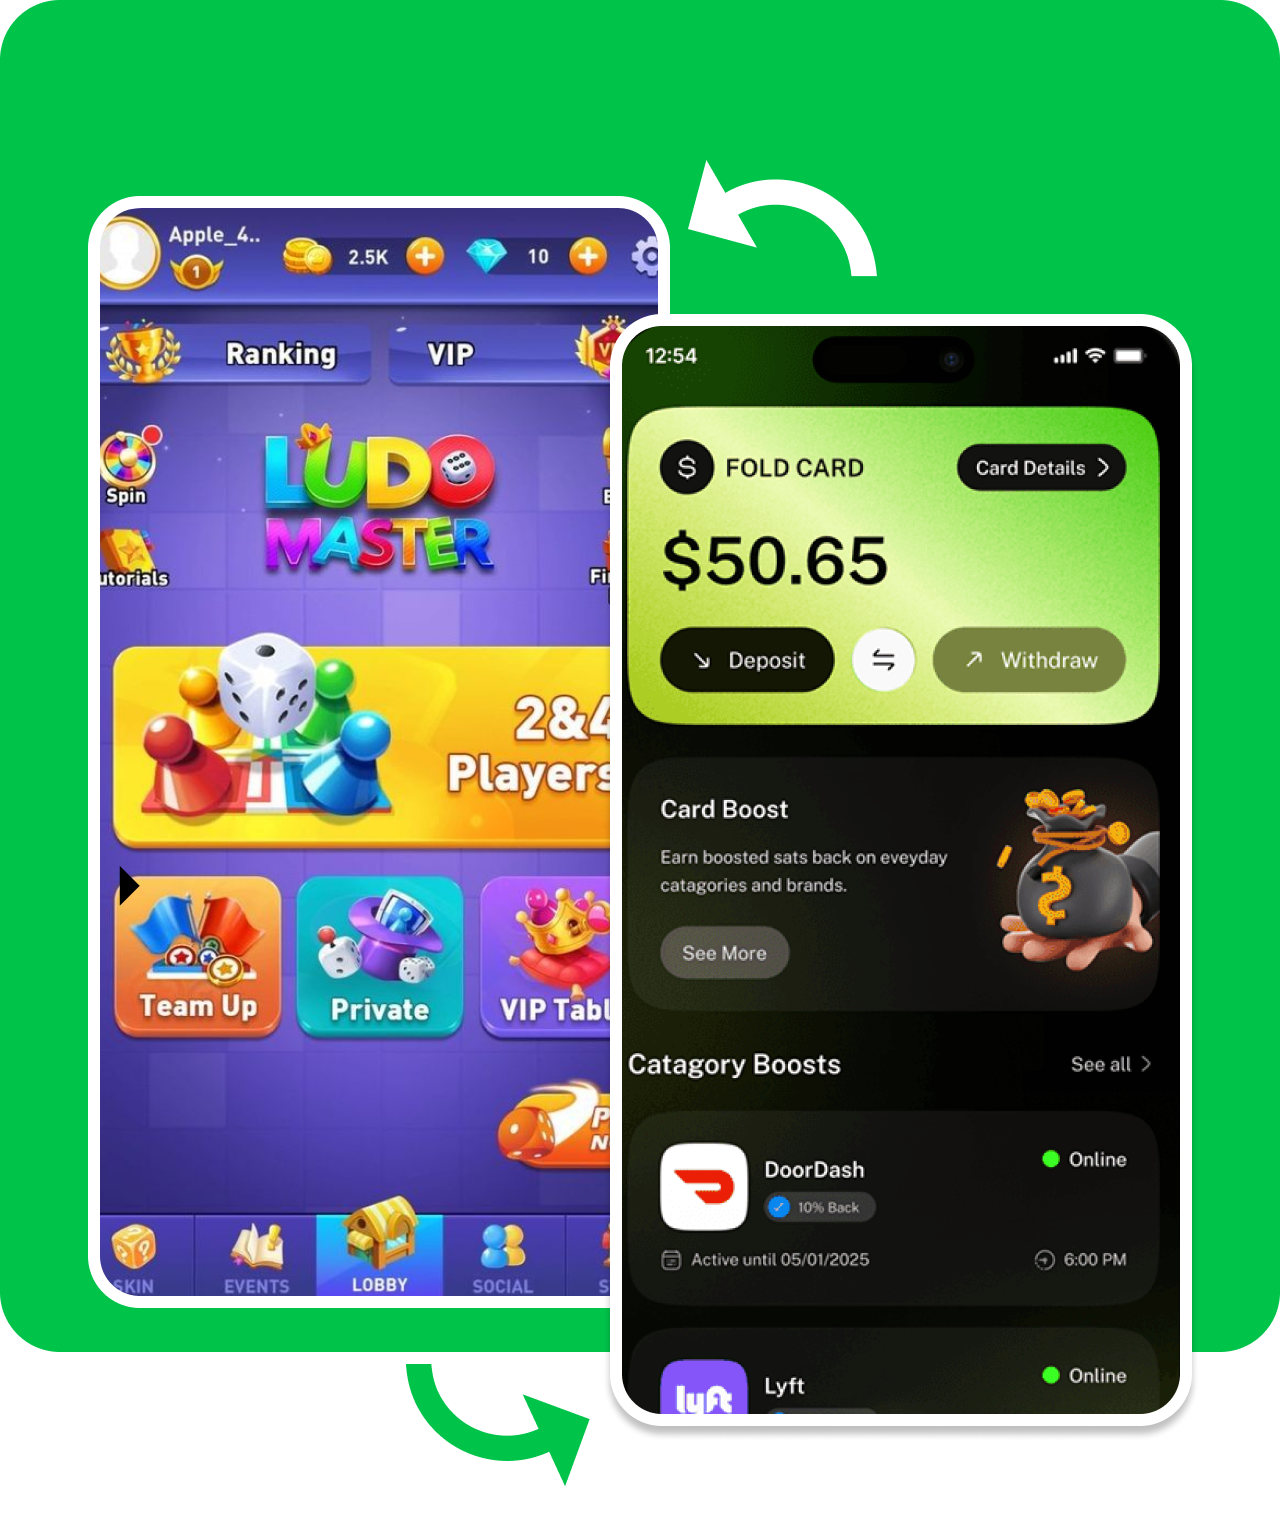 Apple_4..
1
2.5K
10
Ranking
VIP
Spin
utorials
LUDO
MASTER
2&4
Players
Team Up
Private
VIP Tabl
SKIN
EVENTS
LOBBY
SOCIAL
12:54
$ FOLD CARD
Card Details
$50.65
Deposit
Withdraw
Card Boost
Earn boosted sats back on eveyday
catagories and brands.
See More
Catagory Boosts
See all
DoorDash
Online
10% Back
Active until 05/01/2025
6:00 PM
lyft
Lyft
Online